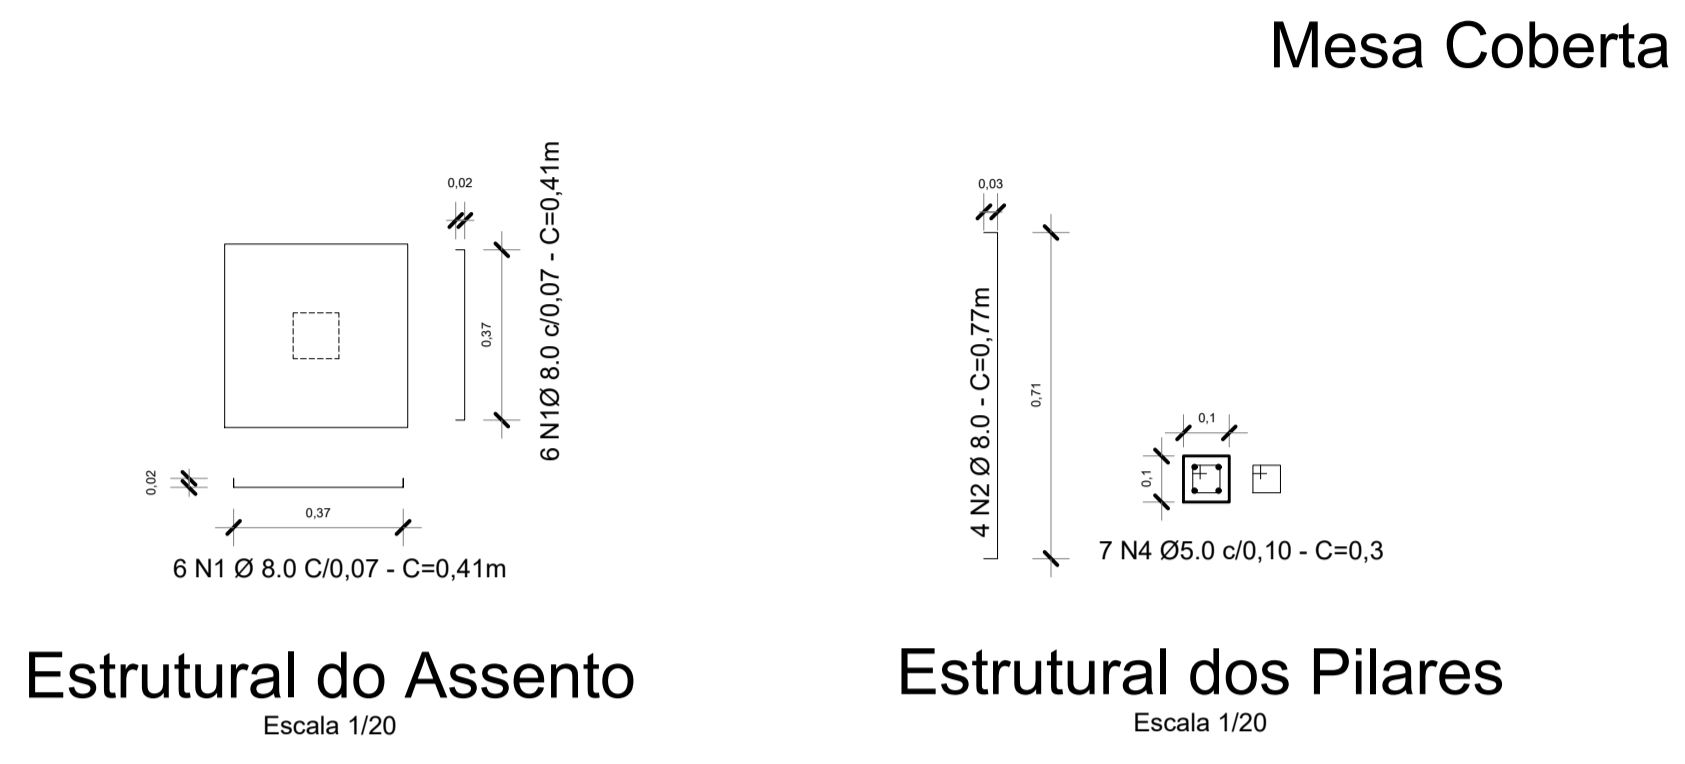 Mesa Coberta
0,02
6 N1Ø 8.0 c/0,07 - C=0,41m
0,37
0,02
0,37
6 N1 Ø 8.0 C/0,07 - C=0,41m
Estrutural do Assento
Escala 1/20
0,03
4 N2 Ø 8.0 - C=0,77m
0,71
0,1
0,1
7 N4 Ø5.0 c/0,10 - C=0,3
Estrutural dos Pilares
Escala 1/20